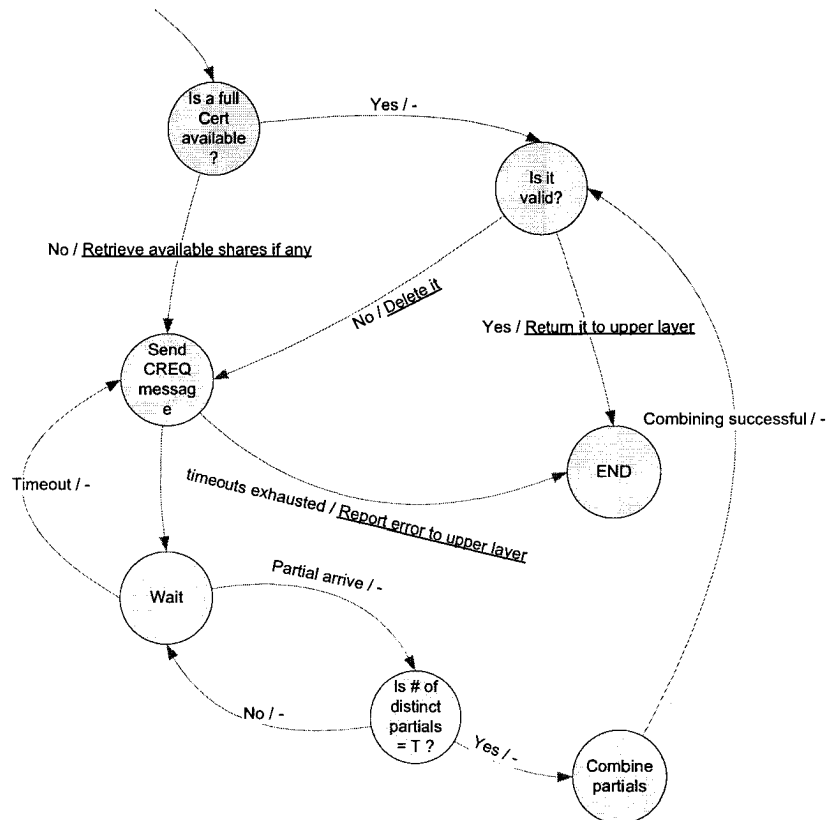 Is a full
Cert
available
?
Yes / -
Is it
valid?
No / Retrieve available shares if any
No / Delete it
Yes / Return it to upper layer
Send
CREQ
messag
e
Combining successful / -
END
Timeout / -
timeouts exhausted / Report error to upper layer
Wait
Partial arrive / -
Is # of
distinct
partials
= T ?
No / -
Yes / -
Combine
partials